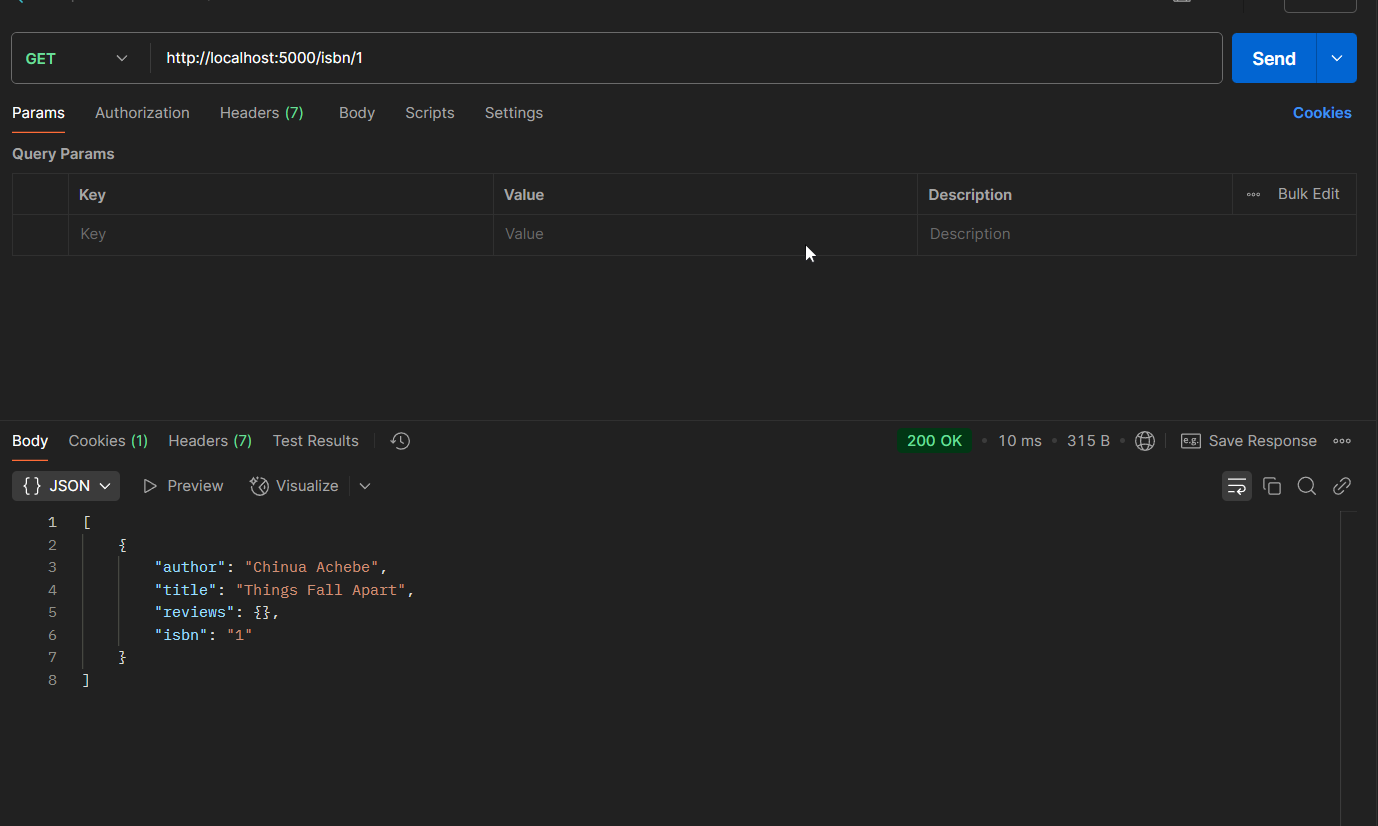 GET http://localhost:5000/isbn/1 Send
Params Authorization Headers (7) Body Scripts Settings Cookies
Query Params
Key Value Description Bulk Edit
Key Value Description
Body Cookies (1) Headers (7) Test Results 200 OK • 10 ms • 315 B • e.g. Save Response
{} JSON Preview Visualize
1 [
2 {
3 "author": "Chinua Achebe",
4 "title": "Things Fall Apart",
5 "reviews": {},
6 "isbn": "1"
7 }
8 ]